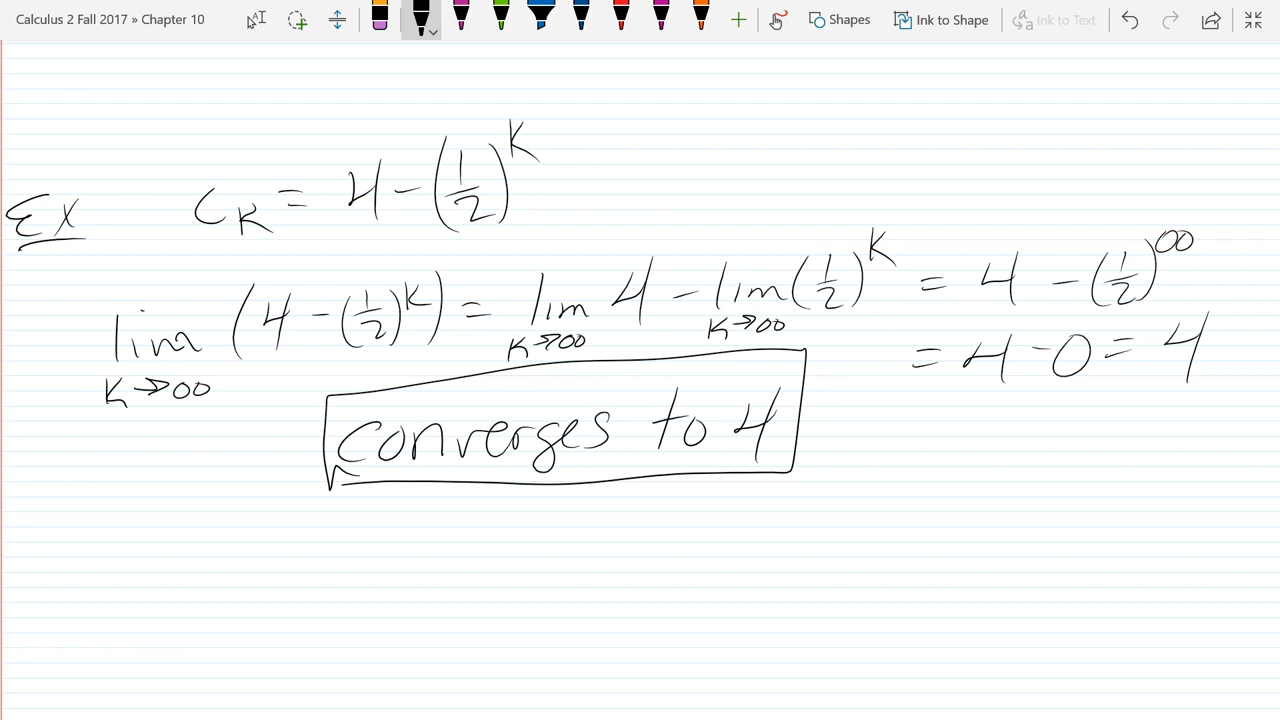 Calculus 2 Fall 2017 » Chapter 10
Shapes Ink to Shape Ink to Text
Ex C_K = 4 - (1/2)^K
lim_{K→∞} (4 - (1/2)^K) = lim_{K→∞} 4 - lim_{K→∞} (1/2)^K = 4 - (1/2)^∞
= 4 - 0 = 4
converges to 4